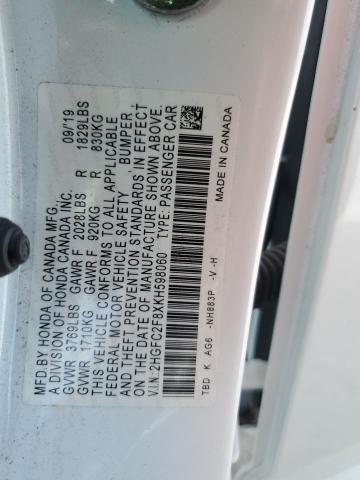 MFD.BY HONDA OF CANADA MFG. 09/19
A DIVISION OF HONDA CANADA INC.
GVWR 3769LBS GAWR F 2028LBS R 1829LBS
GVWR 1710KG GAWR F 920KG R 830KG
THIS VEHICLE CONFORMS TO ALL APPLICABLE
FEDERAL MOTOR VEHICLE SAFETY BUMPER,
AND THEFT PREVENTION STANDARDS IN EFFECT
ON THE DATE OF MANUFACTURE SHOWN ABOVE.
V.I.N.:2HGFC2F8XKH598060 TYPE:PASSENGER CAR
TBD K AG6 -NH883P -V-H MADE IN CANADA